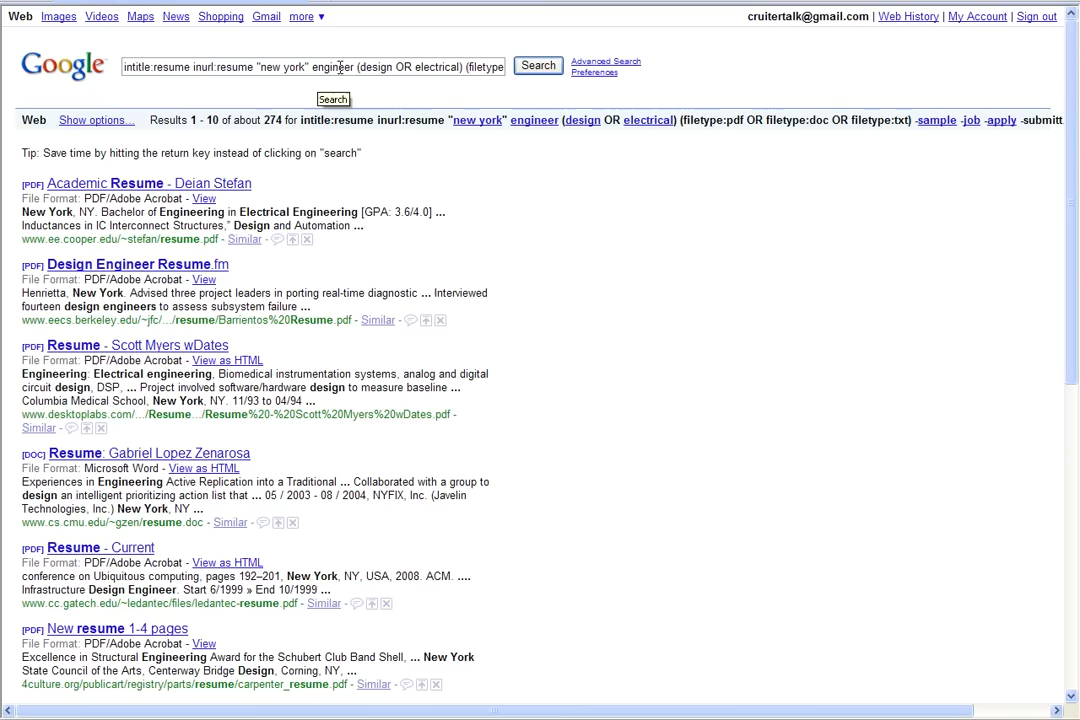 Web Images Videos Maps News Shopping Gmail more ▼ cruitertalk@gmail.com | Web History | My Account | Sign out
Google intitle:resume inurl:resume "new york" engineer (design OR electrical) (filetype Search Advanced Search
Preferences
Search
Web Show options... Results 1 - 10 of about 274 for intitle:resume inurl:resume "new york" engineer (design OR electrical) (filetype:pdf OR filetype:doc OR filetype:txt) -sample -job -apply -submitt
Tip: Save time by hitting the return key instead of clicking on "search"
[PDF] Academic Resume - Deian Stefan
File Format: PDF/Adobe Acrobat - View
New York, NY. Bachelor of Engineering in Electrical Engineering [GPA: 3.6/4.0] ...
Inductances in IC Interconnect Structures," Design and Automation ...
www.ee.cooper.edu/~stefan/resume.pdf - Similar -
[PDF] Design Engineer Resume.fm
File Format: PDF/Adobe Acrobat - View
Henrietta, New York. Advised three project leaders in porting real-time diagnostic ... Interviewed
fourteen design engineers to assess subsystem failure ...
www.eecs.berkeley.edu/~jfc/.../resume/Barrientos%20Resume.pdf - Similar -
[PDF] Resume - Scott Myers wDates
File Format: PDF/Adobe Acrobat - View as HTML
Engineering: Electrical engineering, Biomedical instrumentation systems, analog and digital
circuit design, DSP, ... Project involved software/hardware design to measure baseline ...
Columbia Medical School, New York, NY. 11/93 to 04/94 ...
www.desktoplabs.com/.../Resume.../Resume%20-%20Scott%20Myers%20wDates.pdf -
Similar -
[DOC] Resume: Gabriel Lopez Zenarosa
File Format: Microsoft Word - View as HTML
Experiences in Engineering Active Replication into a Traditional ... Collaborated with a group to
design an intelligent prioritizing action list that ... 05 / 2003 - 08 / 2004, NYFIX, Inc. (Javelin
Technologies, Inc.) New York, NY ...
www.cs.cmu.edu/~gzen/resume.doc - Similar -
[PDF] Resume - Current
File Format: PDF/Adobe Acrobat - View as HTML
conference on Ubiquitous computing, pages 192–201, New York, NY, USA, 2008. ACM. ....
Infrastructure Design Engineer. Start 6/1999 » End 10/1999 ...
www.cc.gatech.edu/~ledantec/files/ledantec-resume.pdf - Similar -
[PDF] New resume 1-4 pages
File Format: PDF/Adobe Acrobat - View
Excellence in Structural Engineering Award for the Schubert Club Band Shell, ... New York
State Council of the Arts, Centerway Bridge Design, Corning, NY, ...
4culture.org/publicart/registry/parts/resume/carpenter_resume.pdf - Similar -